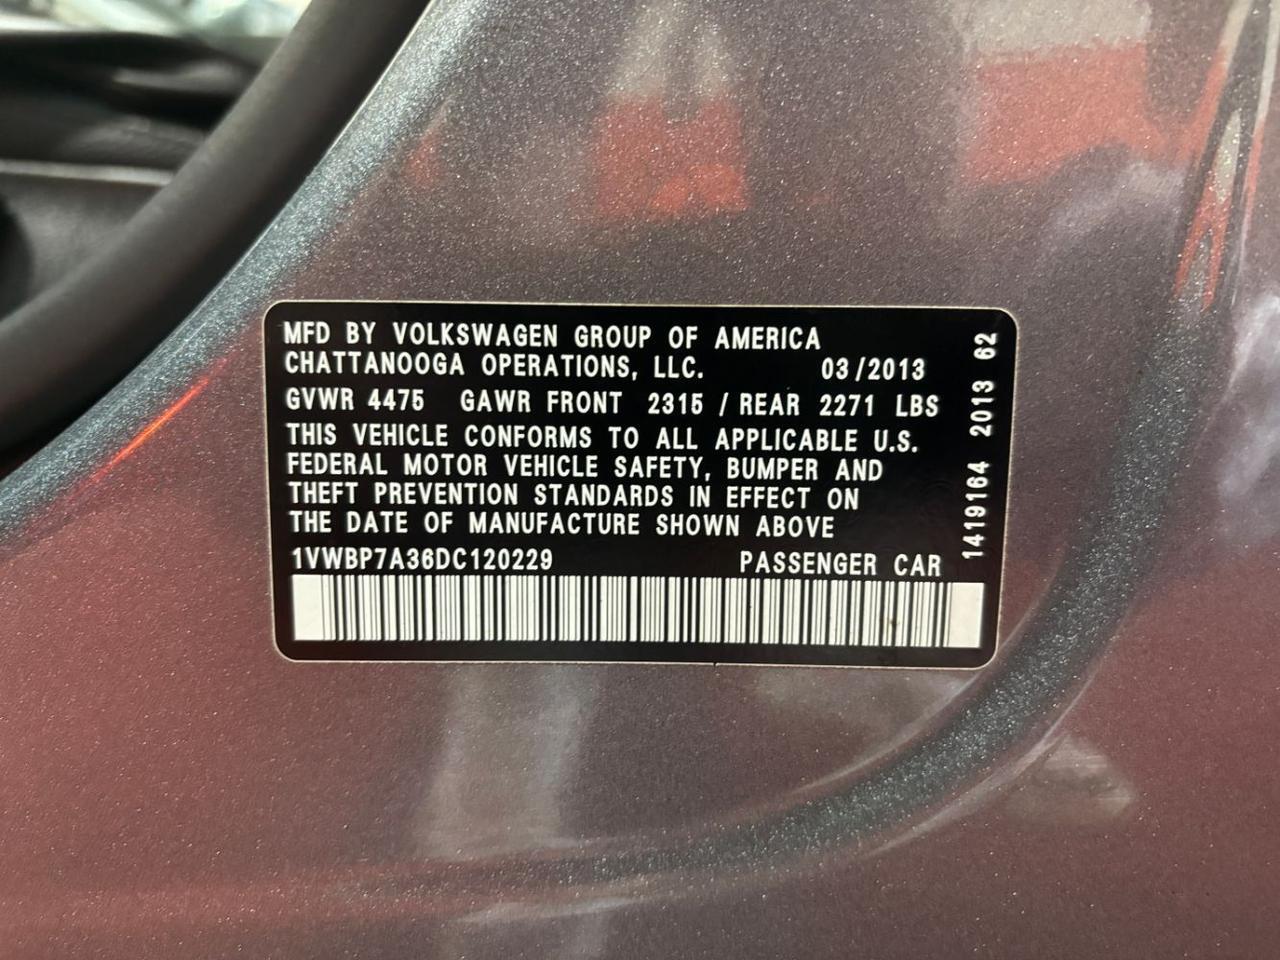 MFD BY VOLKSWAGEN GROUP OF AMERICA
CHATTANOOGA OPERATIONS, LLC. 03/2013
GVWR 4475 GAWR FRONT 2315 / REAR 2271 LBS
THIS VEHICLE CONFORMS TO ALL APPLICABLE U.S.
FEDERAL MOTOR VEHICLE SAFETY, BUMPER AND
THEFT PREVENTION STANDARDS IN EFFECT ON
THE DATE OF MANUFACTURE SHOWN ABOVE
1VWBP7A36DC120229 PASSENGER CAR
1419164 2013 62